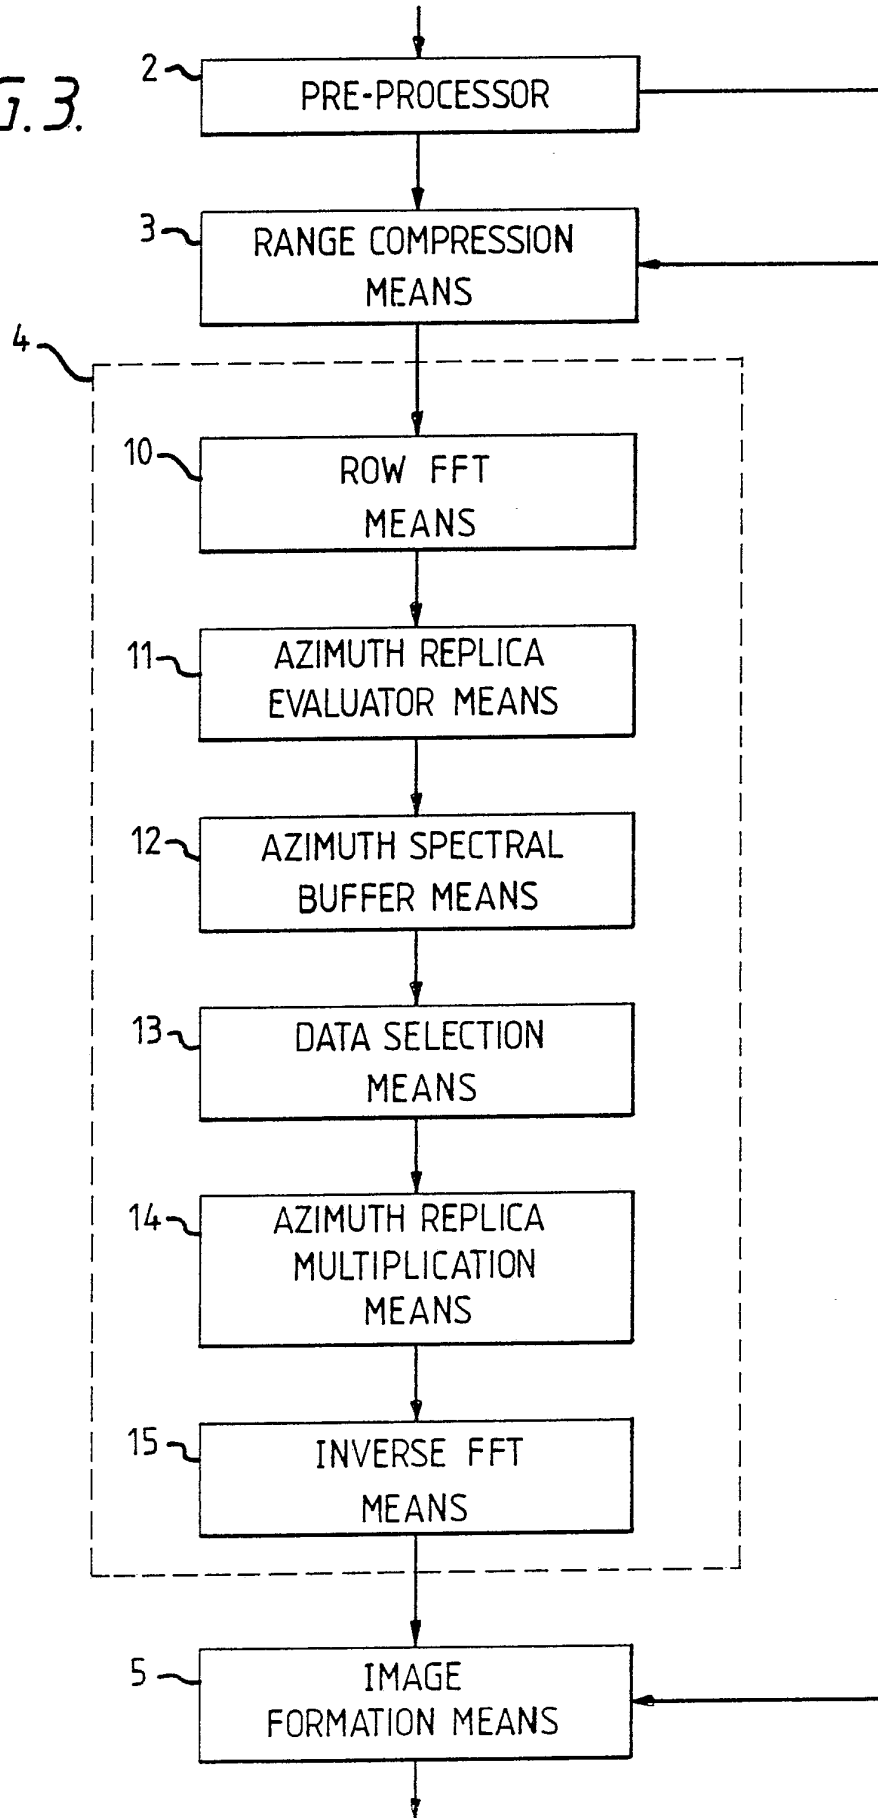 G.3.
2
PRE-PROCESSOR
3
RANGE COMPRESSION
MEANS
4
10
ROW FFT
MEANS
11
AZIMUTH REPLICA
EVALUATOR MEANS
12
AZIMUTH SPECTRAL
BUFFER MEANS
13
DATA SELECTION
MEANS
14
AZIMUTH REPLICA
MULTIPLICATION
MEANS
15
INVERSE FFT
MEANS
5
IMAGE
FORMATION MEANS